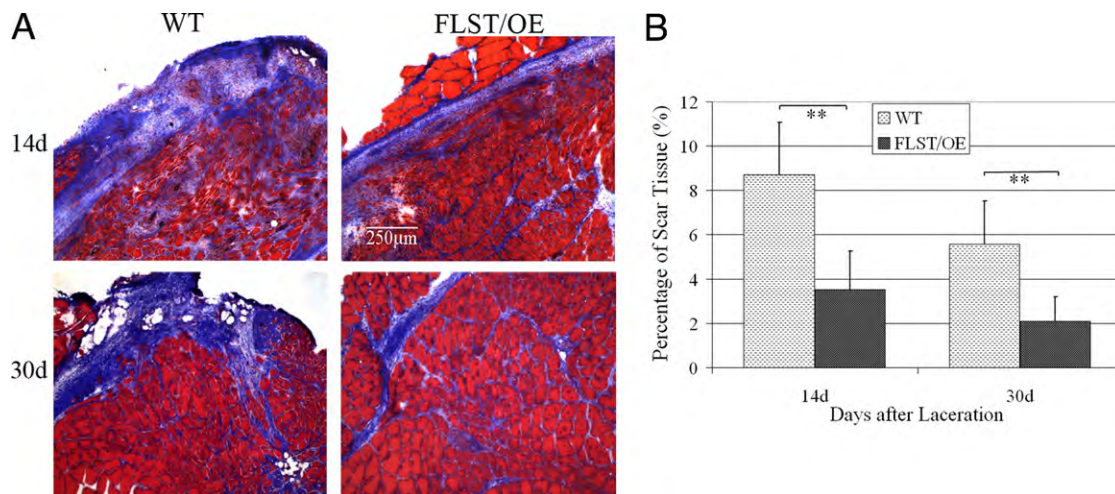 A
WT
FLST/OE
14d
250µm
30d
B
Percentage of Scar Tissue (%)
12
10
8
6
4
2
0
**
**
WT
FLST/OE
14d
30d
Days after Laceration